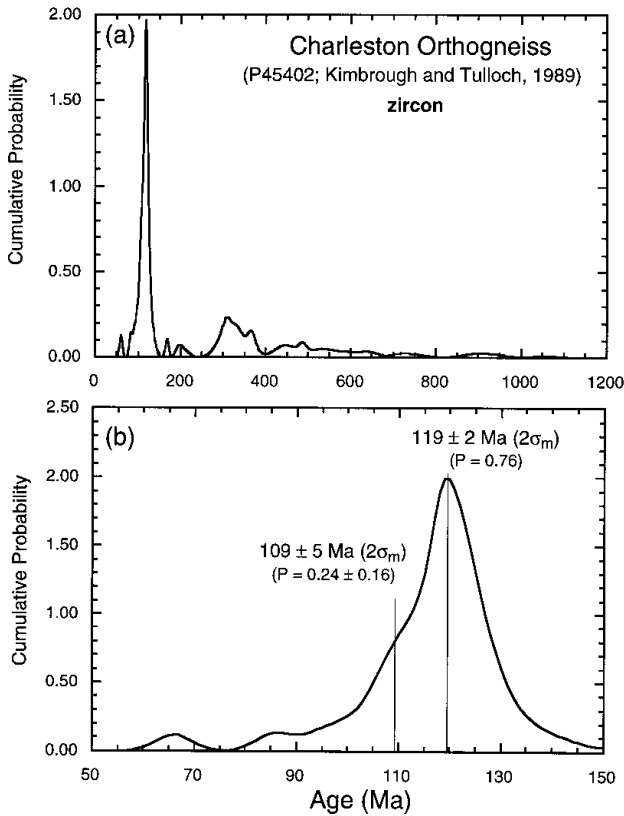 (a)
Charleston Orthogneiss
(P45402; Kimbrough and Tulloch, 1989)
zircon
Cumulative Probability
2.00
1.50
1.00
0.50
0.00
0 200 400 600 800 1000 1200
(b)
119 ± 2 Ma (2σm)
(P = 0.76)
109 ± 5 Ma (2σm)
(P = 0.24 ± 0.16)
Cumulative Probability
2.50
2.00
1.50
1.00
0.50
0.00
50 70 90 110 130 150
Age (Ma)